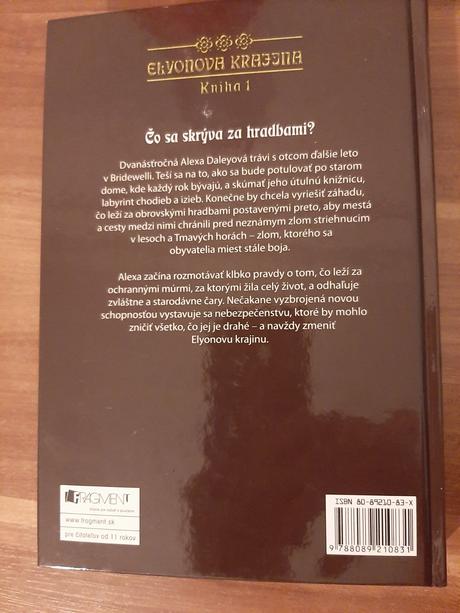 ELYONOVA KRAJINA
Kniha 1
Čo sa skrýva za hradbami?
Dvanásťročná Alexa Daleyová trávi s otcom ďalšie leto
v Bridewelli. Teší sa na to, ako sa bude potulovať po starom
dome, kde každý rok bývajú, a skúmať jeho útulnú knižnicu,
labyrint chodieb a izieb. Konečne by chcela vyriešiť záhadu,
čo leží za obrovskými hradbami postavenými preto, aby mestá
a cesty medzi nimi chránili pred neznámym zlom striehnucim
v lesoch a Tmavých horách – zlom, ktorého sa
obyvatelia miest stále boja.
Alexa začína rozmotávať klbko pravdy o tom, čo leží za
ochrannými múrmi, za ktorými žila celý život, a odhaľuje
zvláštne a starodávne čary. Nečakane vyzbrojená novou
schopnosťou vystavuje sa nebezpečenstvu, ktoré by mohlo
zničiť všetko, čo jej je drahé – a navždy zmeniť
Elyonovu krajinu.
FRAGMENT
www.fragment.sk
pre čitateľov od 11 rokov
ISBN 80-89210-83-X
9 788089 210831